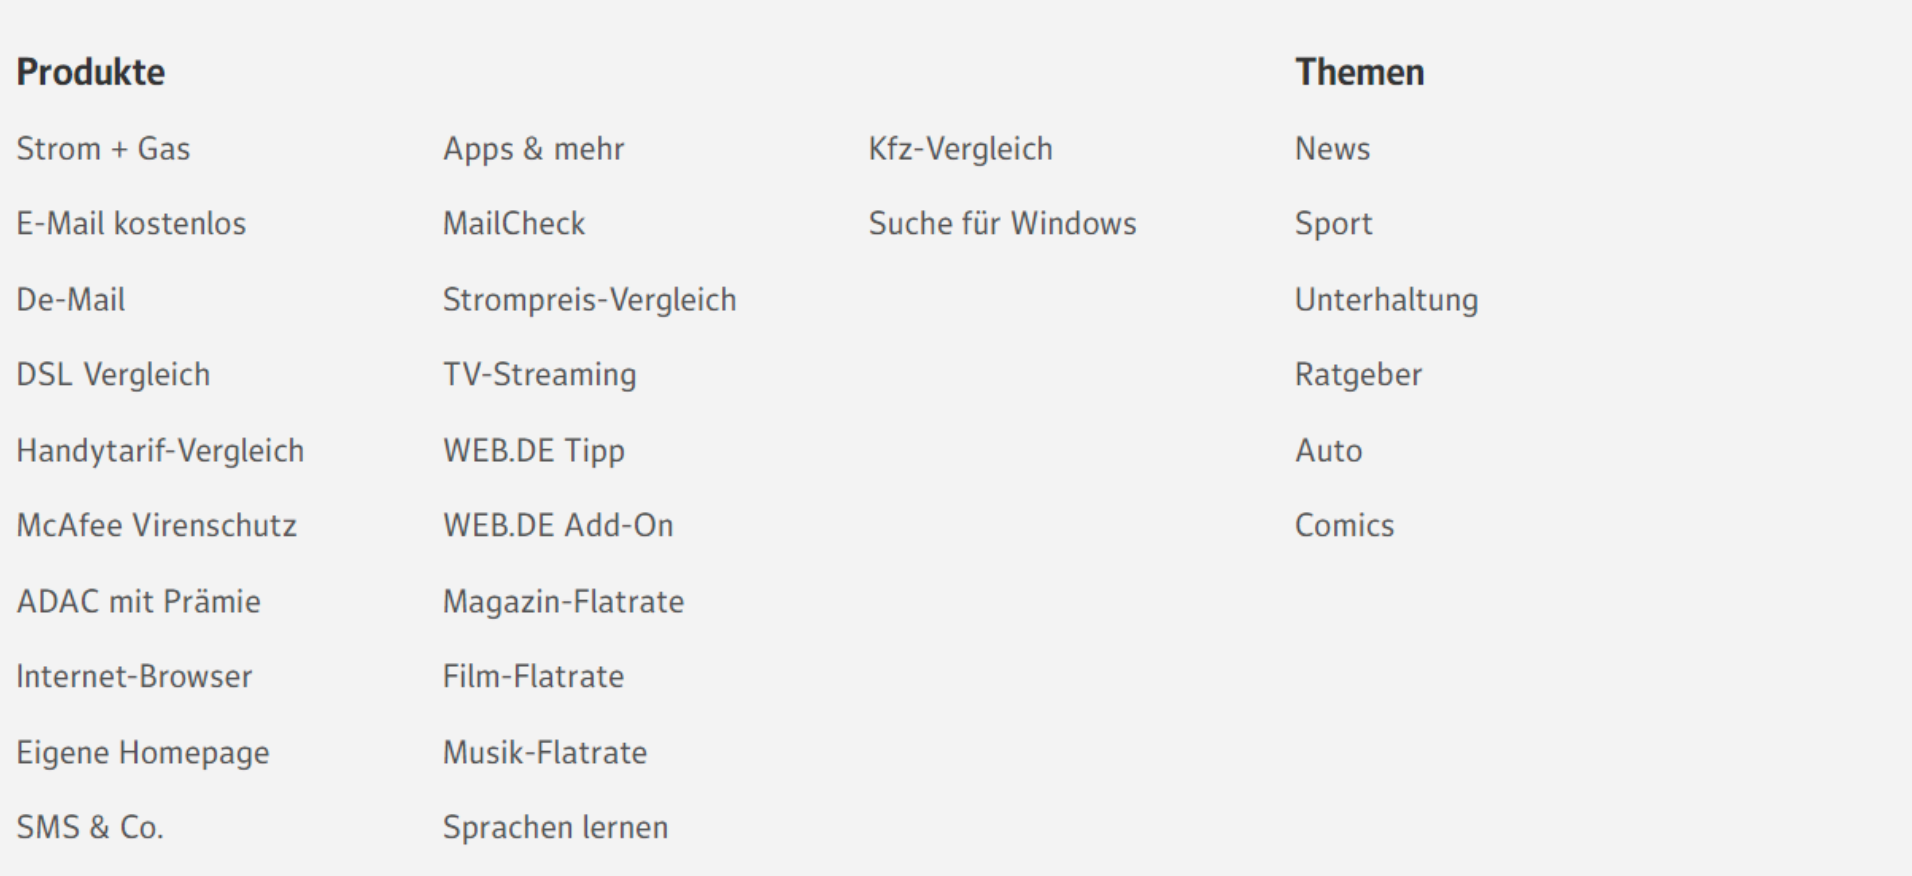 Produkte
Strom + Gas
E-Mail kostenlos
De-Mail
DSL Vergleich
Handytarif-Vergleich
McAfee Virenschutz
ADAC mit Prämie
Internet-Browser
Eigene Homepage
SMS & Co.
Apps & mehr
MailCheck
Strompreis-Vergleich
TV-Streaming
WEB.DE Tipp
WEB.DE Add-On
Magazin-Flatrate
Film-Flatrate
Musik-Flatrate
Sprachen lernen
Kfz-Vergleich
Suche für Windows
Themen
News
Sport
Unterhaltung
Ratgeber
Auto
Comics